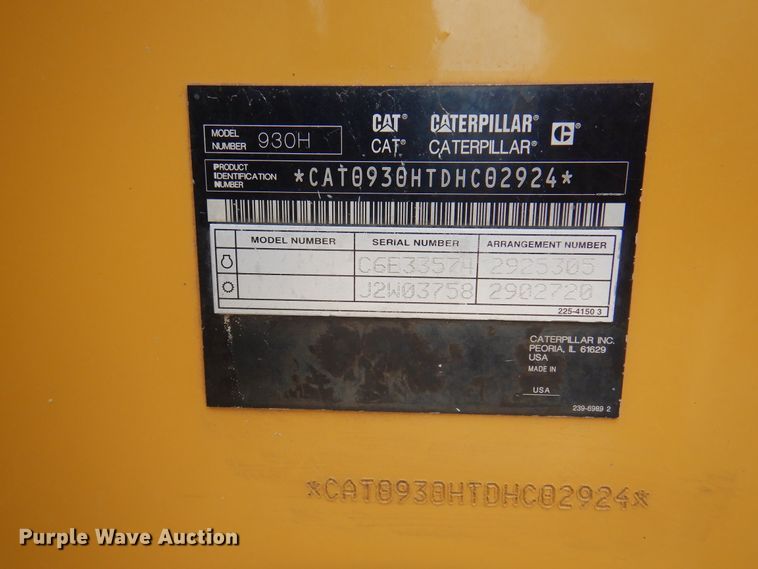 MODEL NUMBER 930H
CAT® CATERPILLAR®
CAT® CATERPILLAR®
PRODUCT IDENTIFICATION NUMBER *CAT0930HTDHC02924*
MODEL NUMBER SERIAL NUMBER ARRANGEMENT NUMBER
C6E33574 2925305
J2W03758 2902720
225-4150 3
CATERPILLAR INC.
PEORIA, IL 61629
USA
MADE IN
USA
239-6989 2
*CAT0930HTDHC02924*
Purple Wave Auction